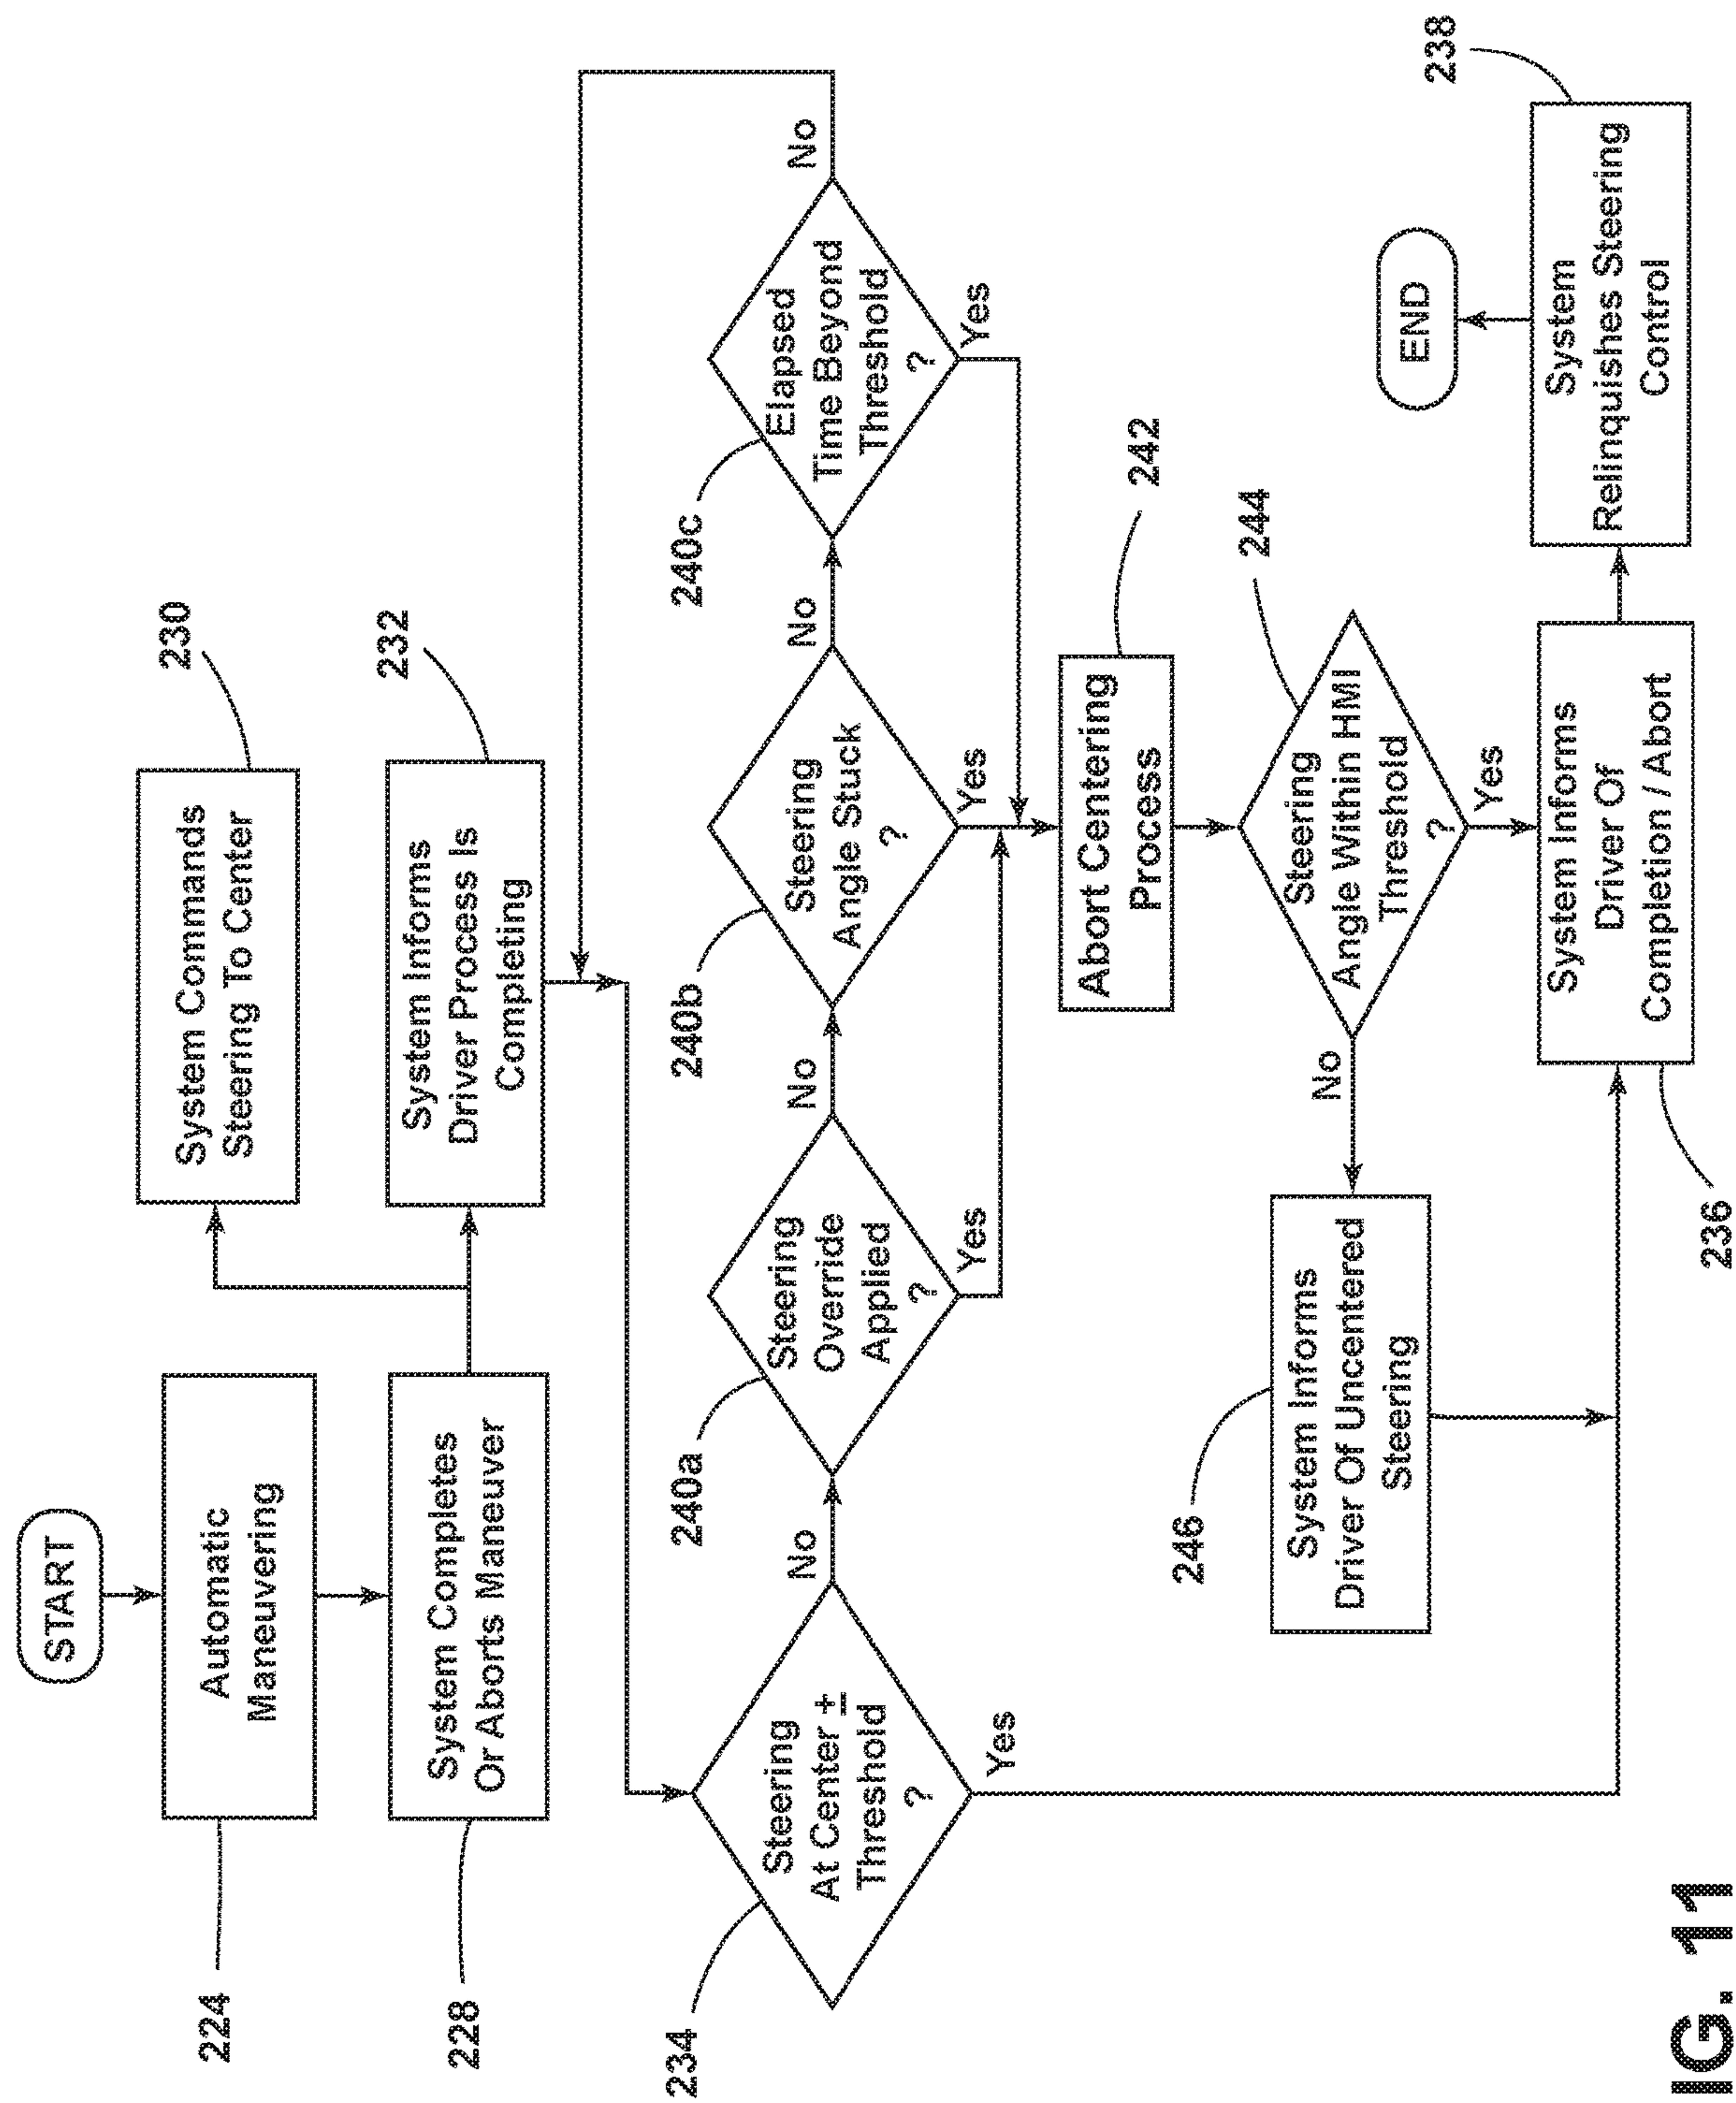 START
224
Automatic
Maneuvering
228
System Completes
Or Aborts Maneuver
230
System Commands
Steering To Center
232
System Informs
Driver Process Is
Completing
234
Steering
At Center ±
Threshold
?
No
Yes
240a
Steering
Override
Applied
?
No
Yes
240b
Steering
Angle Stuck
?
No
Yes
240c
Elapsed
Time Beyond
Threshold
?
No
Yes
242
Abort Centering
Process
244
Steering
Angle Within HMI
Threshold
?
No
Yes
246
System Informs
Driver Of Uncentered
Steering
236
System Informs
Driver Of
Completion / Abort
238
System
Relinquishes Steering
Control
END
IG. 11